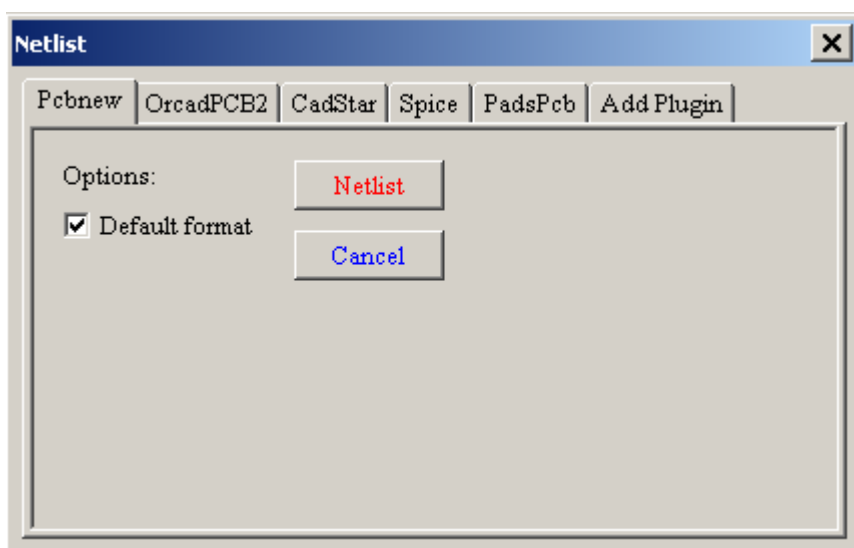 Netlist
Pcbnew OrcadPCB2 CadStar Spice PadsPcb Add Plugin
Options: Netlist
Default format
Cancel